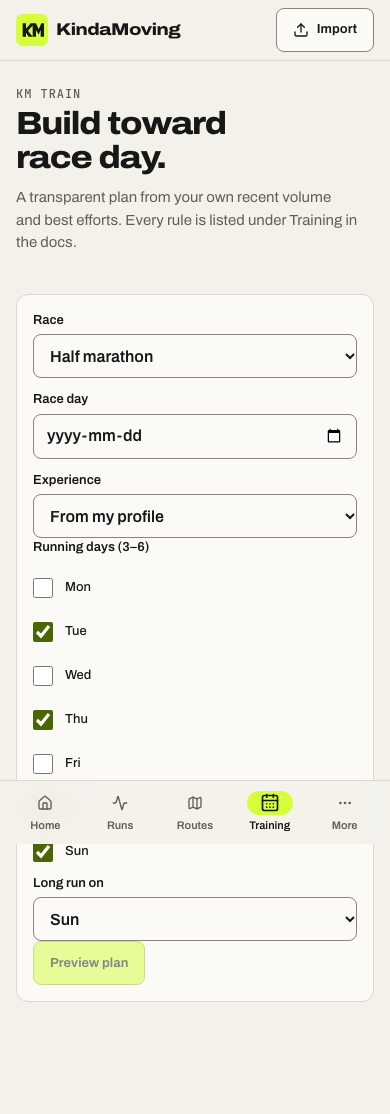 KM KindaMoving
Import
KM TRAIN
Build toward
race day.
A transparent plan from your own recent volume
and best efforts. Every rule is listed under Training in
the docs.
Race
Half marathon
Race day
yyyy-mm-dd
Experience
From my profile
Running days (3–6)
Mon
Tue
Wed
Thu
Fri
Home
Runs
Routes
Training
More
Sun
Long run on
Sun
Preview plan